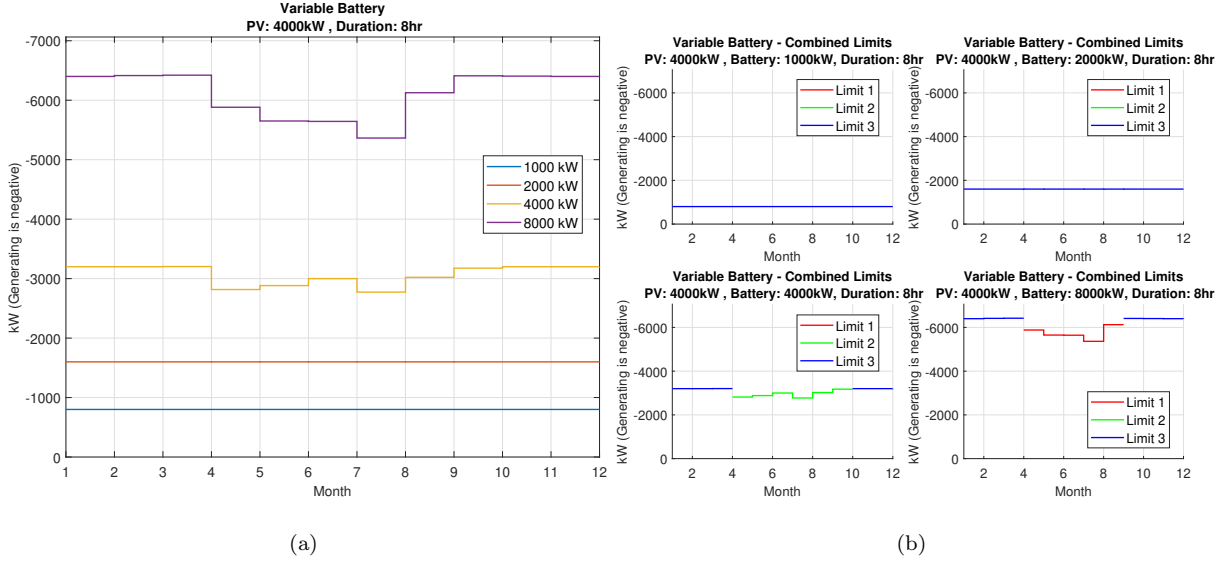 Variable Battery
PV: 4000kW , Duration: 8hr
-7000
-6000
-5000
-4000
-3000
-2000
-1000
0
kW (Generating is negative)
1000 kW
2000 kW
4000 kW
8000 kW
1 2 3 4 5 6 7 8 9 10 11 12
Month
(a)
Variable Battery - Combined Limits
PV: 4000kW , Battery: 1000kW, Duration: 8hr
-6000
-4000
-2000
0
kW (Generating is negative)
Limit 1
Limit 2
Limit 3
2 4 6 8 10 12
Month
Variable Battery - Combined Limits
PV: 4000kW , Battery: 2000kW, Duration: 8hr
-6000
-4000
-2000
0
kW (Generating is negative)
Limit 1
Limit 2
Limit 3
2 4 6 8 10 12
Month
Variable Battery - Combined Limits
PV: 4000kW , Battery: 4000kW, Duration: 8hr
-6000
-4000
-2000
0
kW (Generating is negative)
Limit 1
Limit 2
Limit 3
2 4 6 8 10 12
Month
Variable Battery - Combined Limits
PV: 4000kW , Battery: 8000kW, Duration: 8hr
-6000
-4000
-2000
0
kW (Generating is negative)
Limit 1
Limit 2
Limit 3
2 4 6 8 10 12
Month
(b)